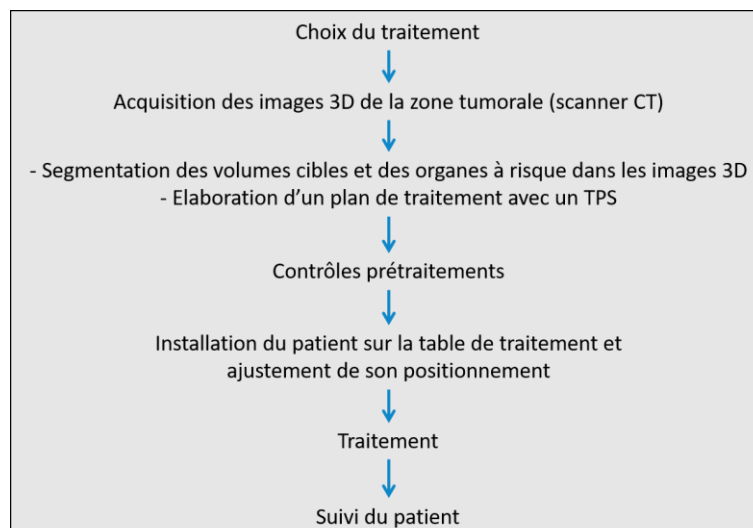 Choix du traitement
Acquisition des images 3D de la zone tumorale (scanner CT)
- Segmentation des volumes cibles et des organes à risque dans les images 3D
- Elaboration d’un plan de traitement avec un TPS
Contrôles prétraitements
Installation du patient sur la table de traitement et
ajustement de son positionnement
Traitement
Suivi du patient